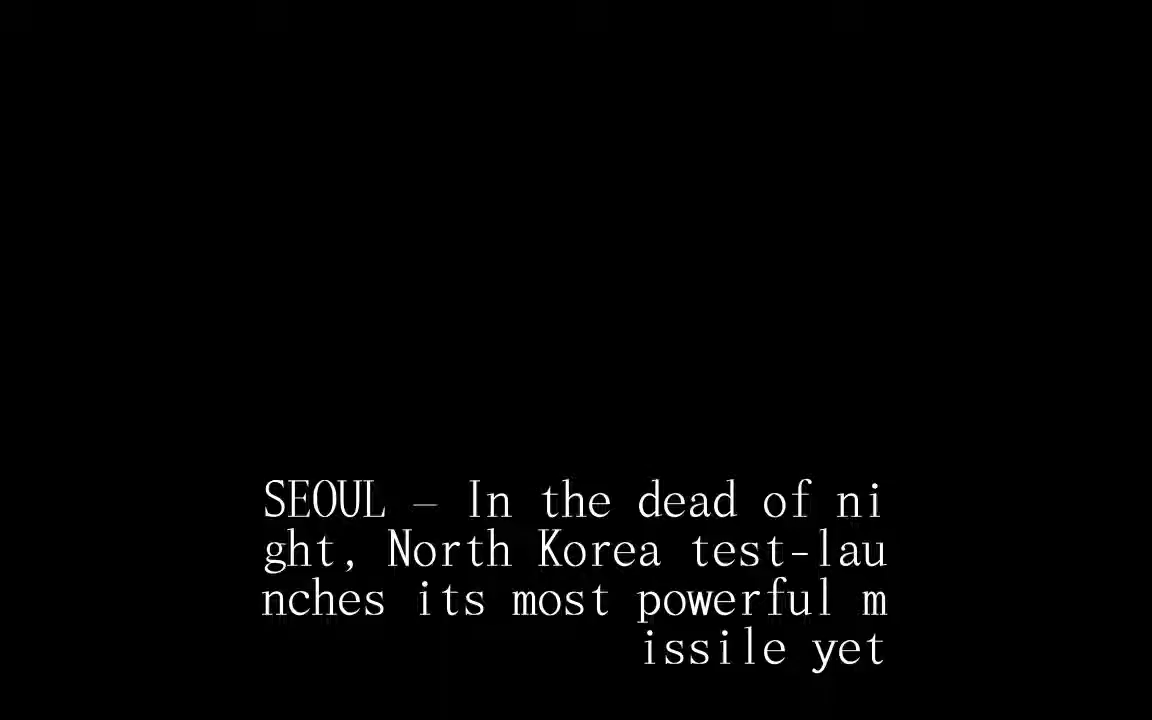 SEOUL – In the dead of ni
ght, North Korea test-lau
nches its most powerful m
issile yet